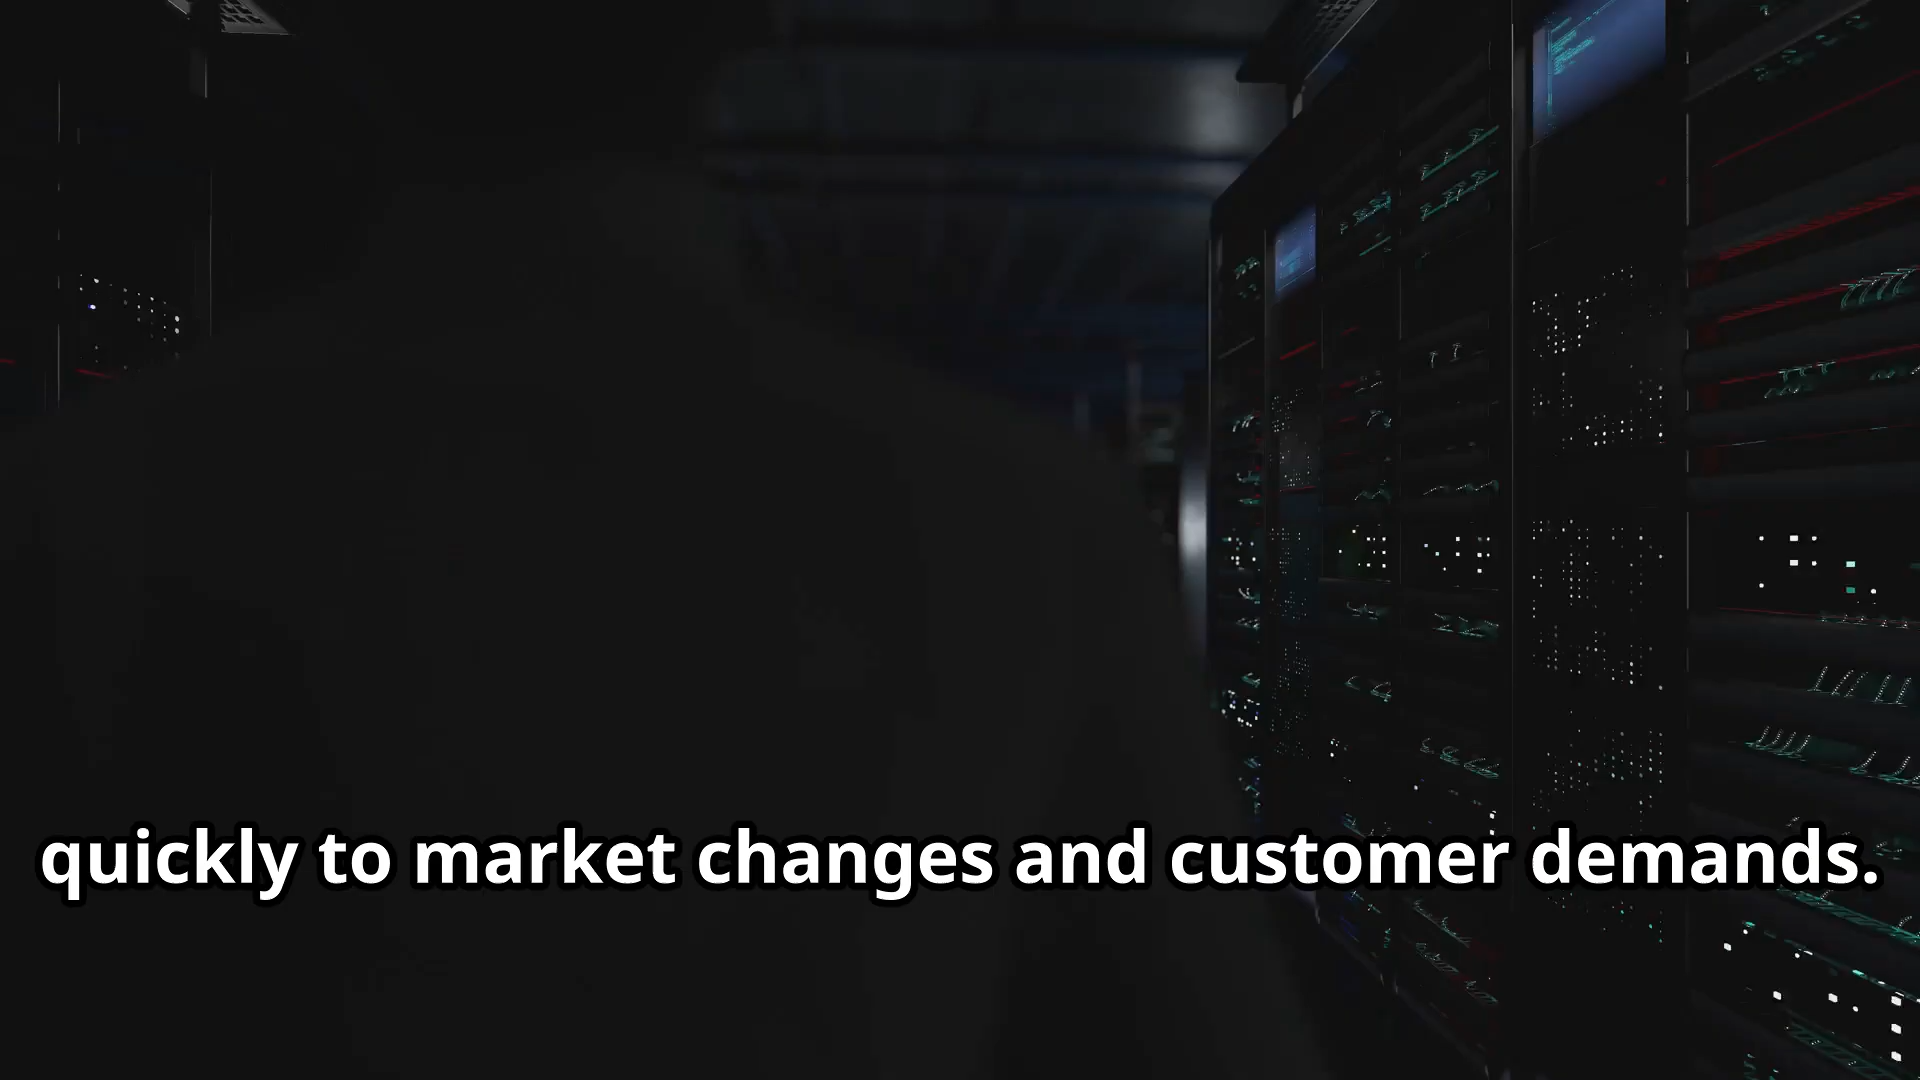 quickly to market changes and customer demands.